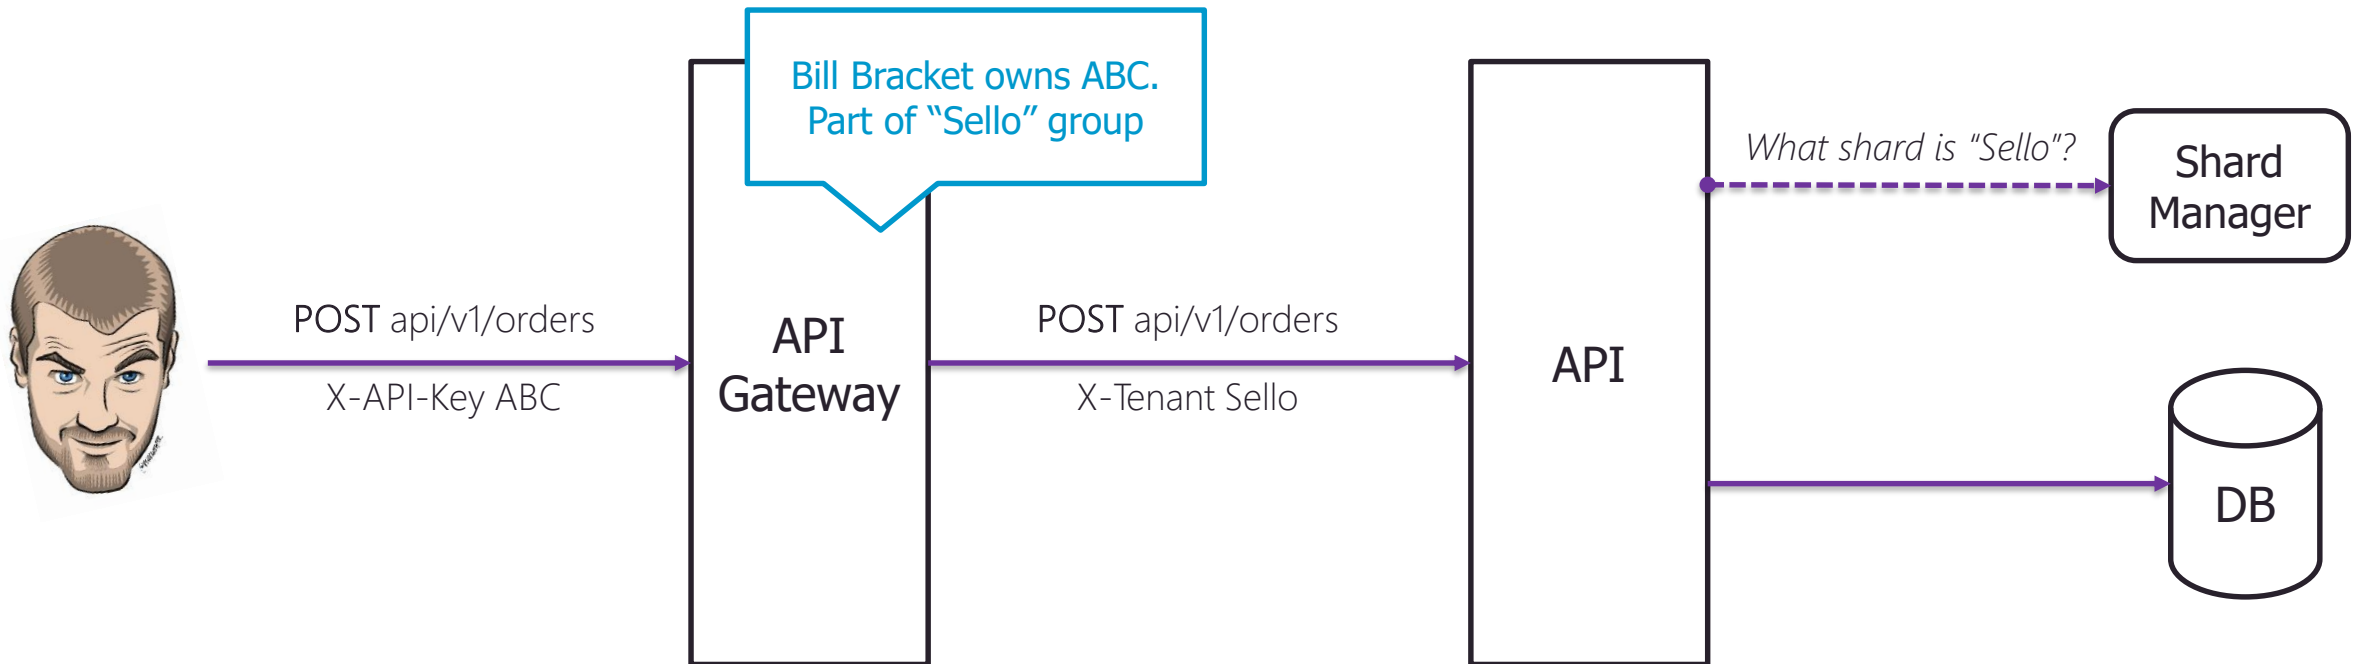 Bill Bracket owns ABC.
Part of “Sello” group
What shard is "Sello"?
Shard
Manager
POST api/v1/orders
X-API-Key ABC
API
Gateway
POST api/v1/orders
X-Tenant Sello
API
DB